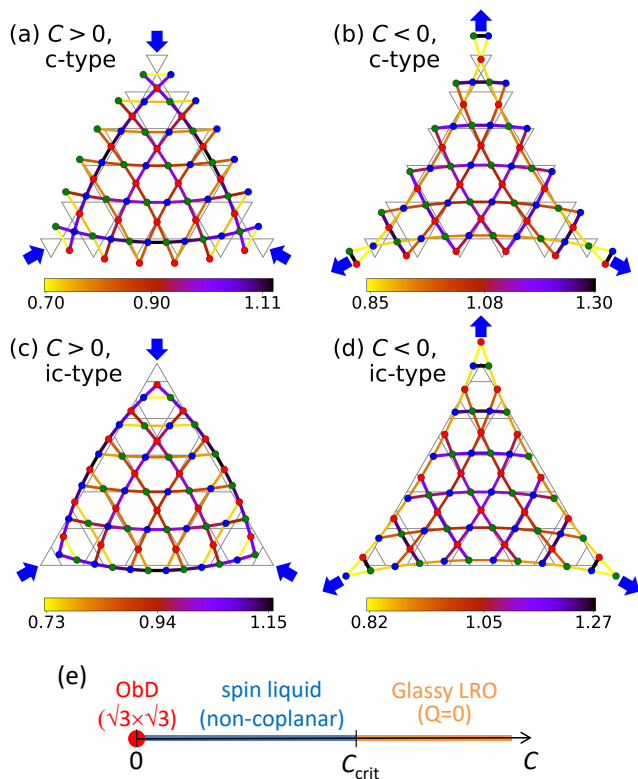 (a) C > 0,
c-type
(b) C < 0,
c-type
0.70 0.90 1.11
0.85 1.08 1.30
(c) C > 0,
ic-type
(d) C < 0,
ic-type
0.73 0.94 1.15
0.82 1.05 1.27
(e)
ObD spin liquid Glassy LRO
(√3×√3) (non-coplanar) (Q=0)
0 C_crit C